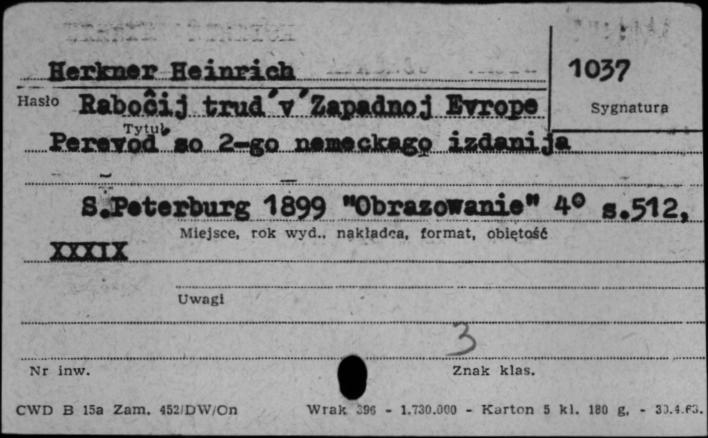 Herkner Heinrich
1037
Hasło Raboĉij trud′v′Zapadnoj Evrope
Sygnatura
Tytuł
Perevod′ so 2-go nemeckago izdanija
S.Peterburg 1899 "Obrazowanie" 4° s.512,
Miejsce, rok wyd., nakładca, format, objętość
XXXIX
Uwagi
3
Nr inw. Znak klas.
CWD B 15a Zam. 452/DW/On Wrak 396 - 1.730.000 - Karton 5 kl. 180 g, - 30.4.63.